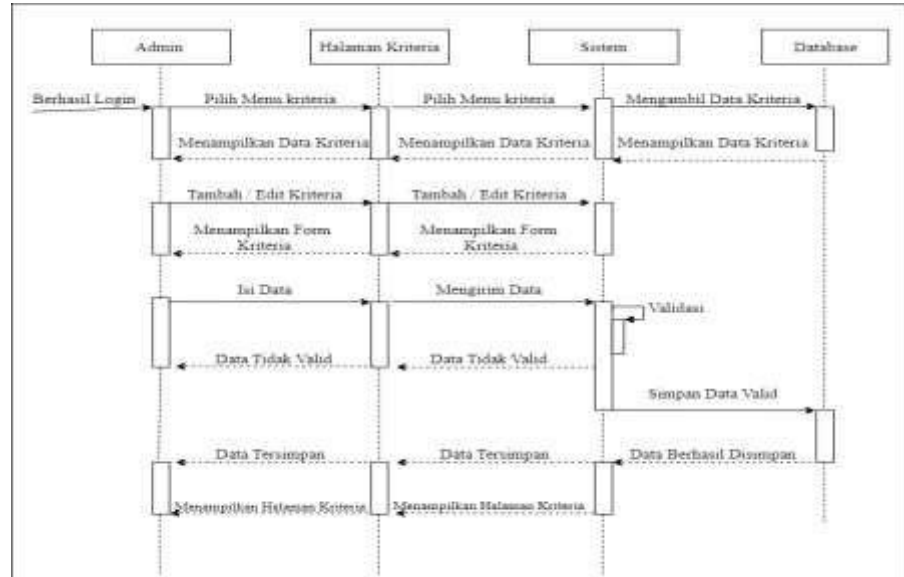 Admin
Halaman Kriteria
Sistem
Database
Berhasil Login
Pilih Menu kriteria
Pilih Menu kriteria
Mengambil Data Kriteria
Menampilkan Data Kriteria
Menampilkan Data Kriteria
Menampilkan Data Kriteria
Tambah / Edit Kriteria
Tambah / Edit Kriteria
Menampilkan Form
Kriteria
Menampilkan Form
Kriteria
Isi Data
Mengirim Data
Validasi
Data Tidak Valid
Data Tidak Valid
Simpan Data Valid
Data Tersimpan
Data Tersimpan
Data Berhasil Disimpan
Menampilkan Halaman Kriteria
Menampilkan Halaman Kriteria